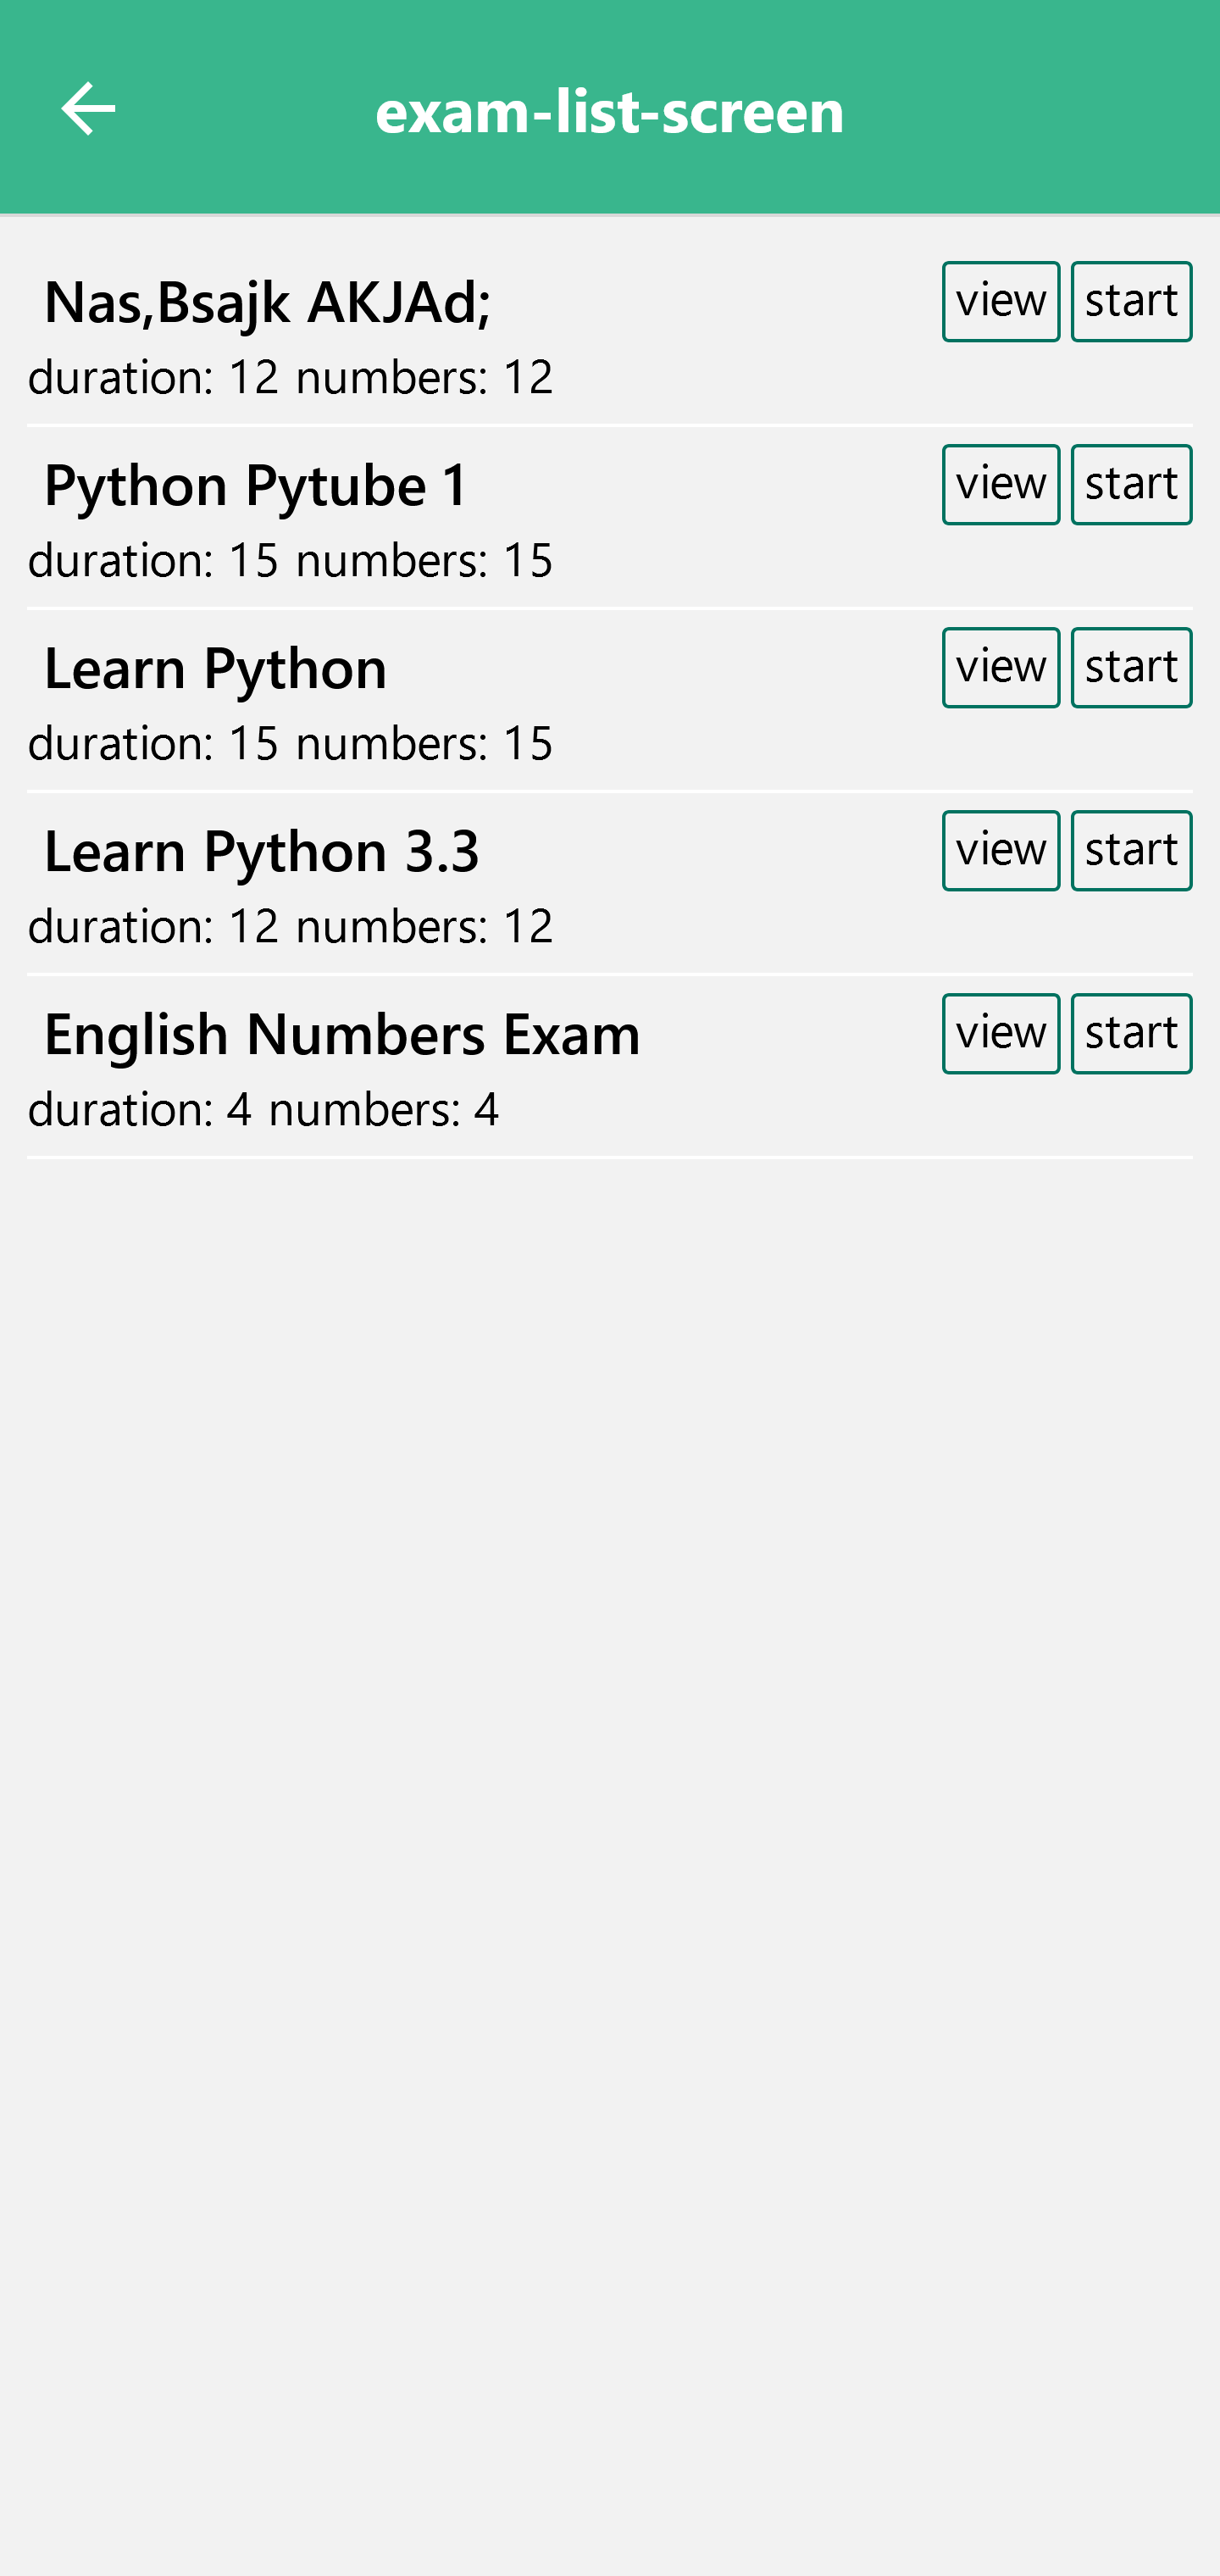 exam-list-screen
Nas,Bsajk AKJAd; view start
duration: 12 numbers: 12
Python Pytube 1 view start
duration: 15 numbers: 15
Learn Python view start
duration: 15 numbers: 15
Learn Python 3.3 view start
duration: 12 numbers: 12
English Numbers Exam view start
duration: 4 numbers: 4